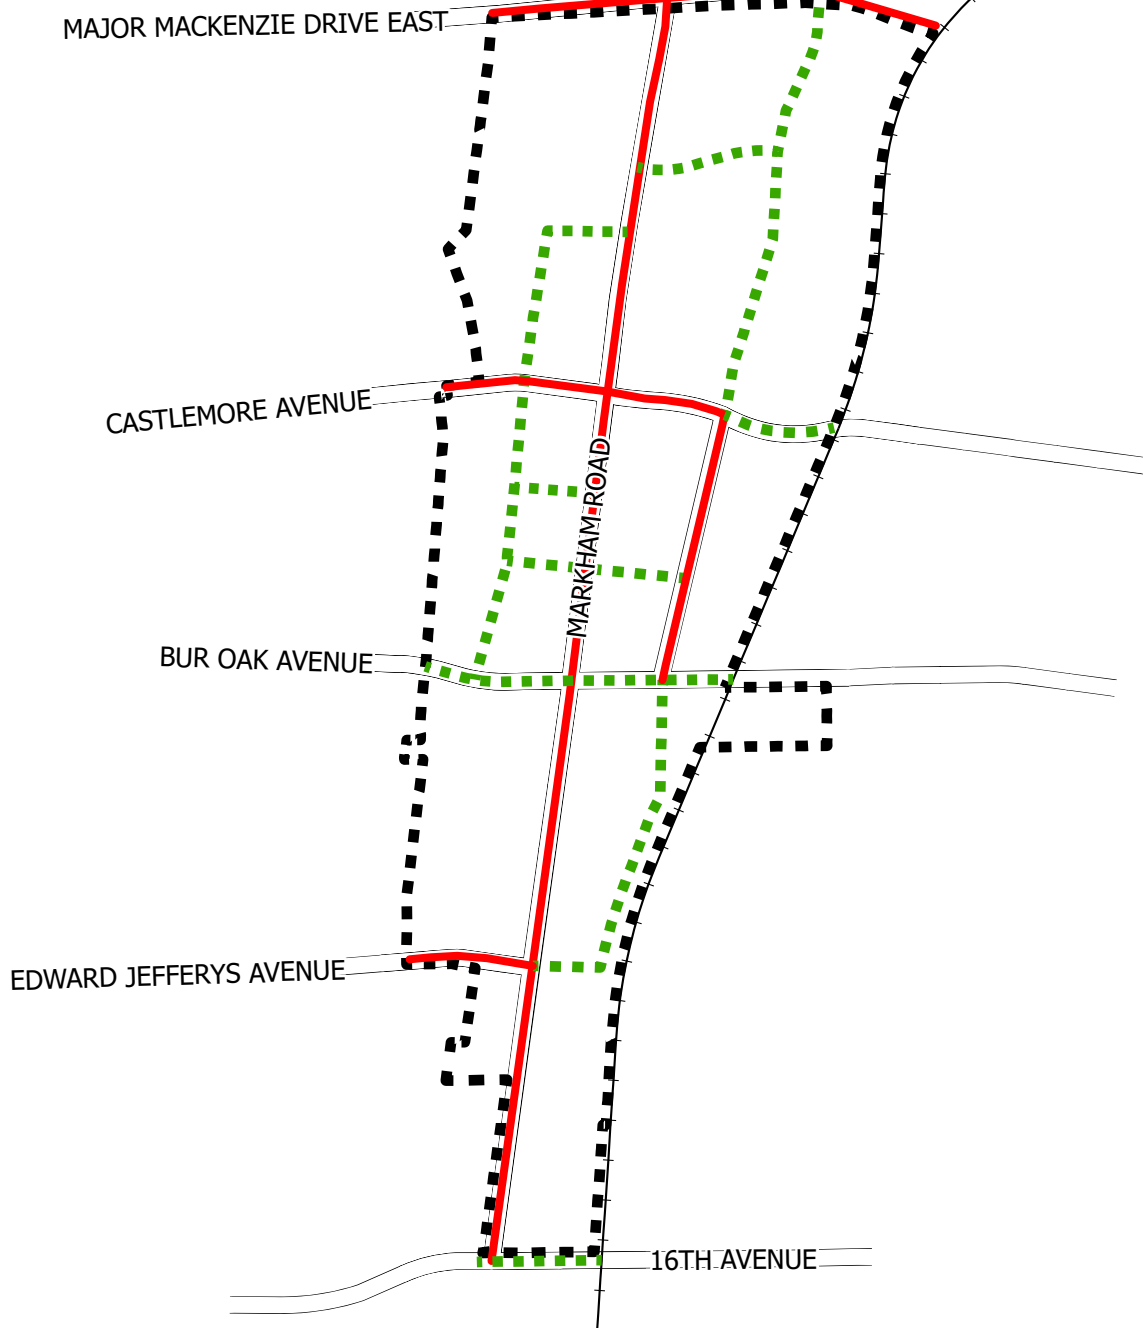 MAJOR MACKENZIE DRIVE EAST
CASTLEMORE AVENUE
MARKHAM ROAD
BUR OAK AVENUE
EDWARD JEFFERYS AVENUE
16TH AVENUE